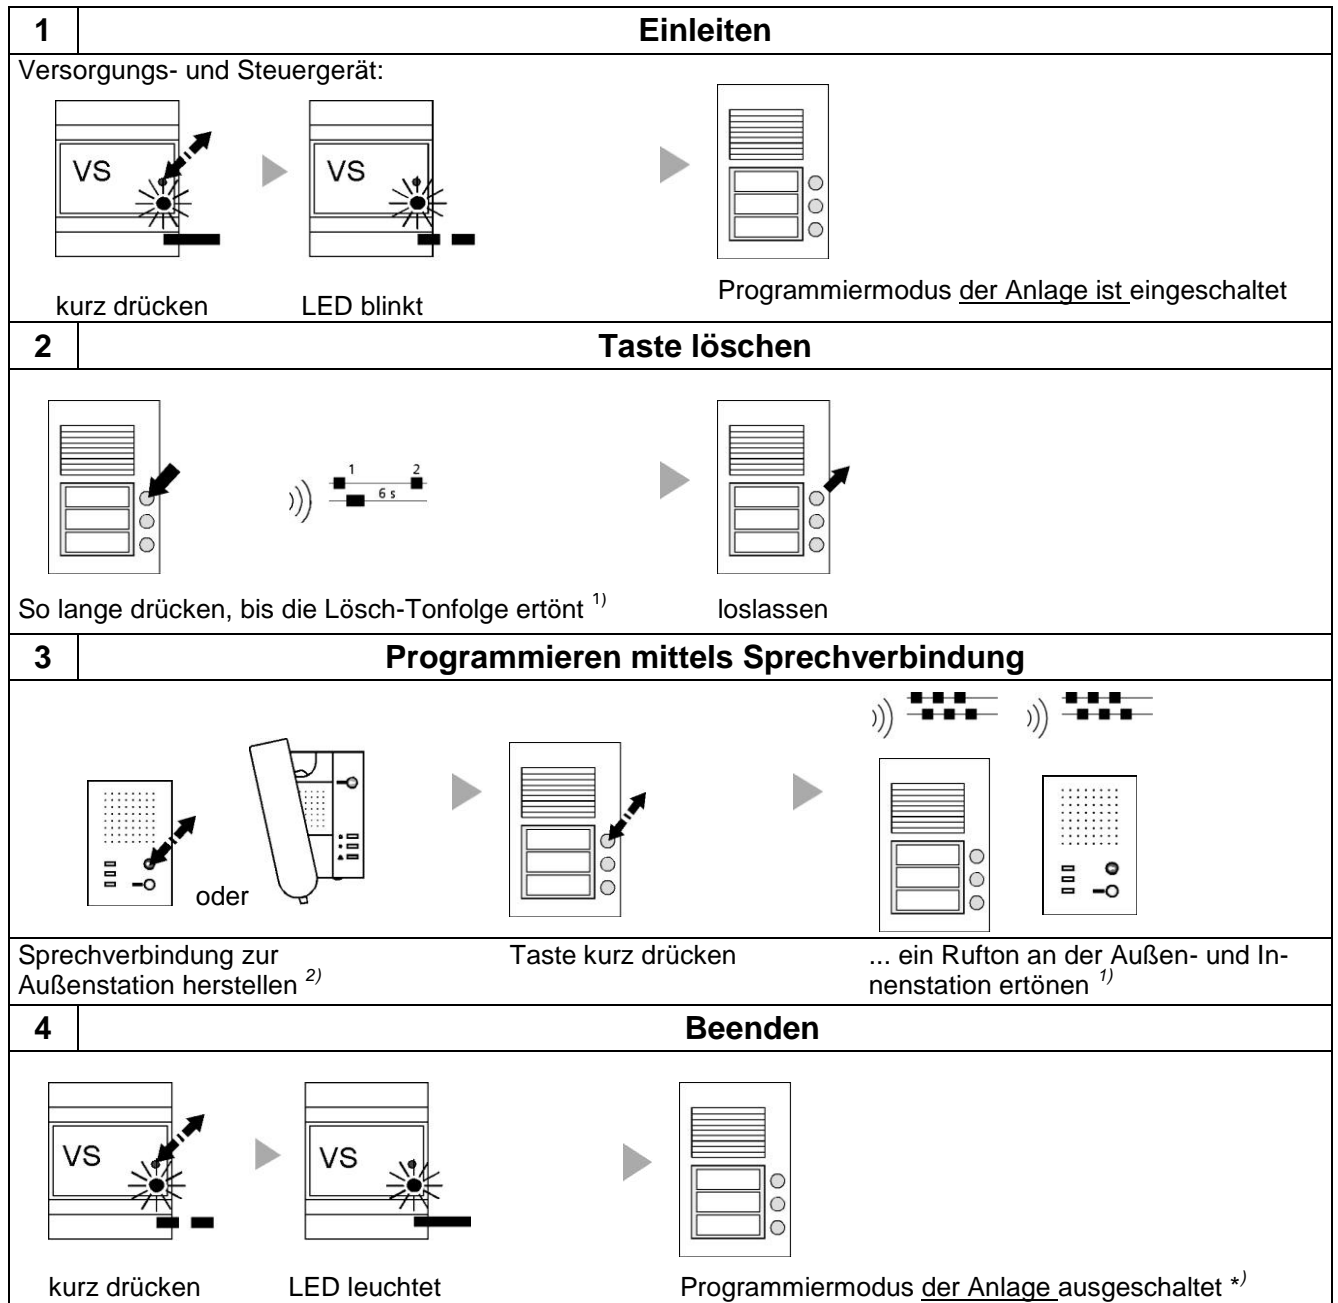 1 Einleiten
Versorgungs- und Steuergerät:
VS VS
kurz drücken LED blinkt Programmiermodus der Anlage ist eingeschaltet
2 Taste löschen
1 2
6 s
So lange drücken, bis die Lösch-Tonfolge ertönt 1) loslassen
3 Programmieren mittels Sprechverbindung
oder
Sprechverbindung zur
Außenstation herstellen 2)
Taste kurz drücken
... ein Rufton an der Außen- und In-
nenstation ertönen 1)
4 Beenden
VS VS
kurz drücken LED leuchtet Programmiermodus der Anlage ausgeschaltet *)